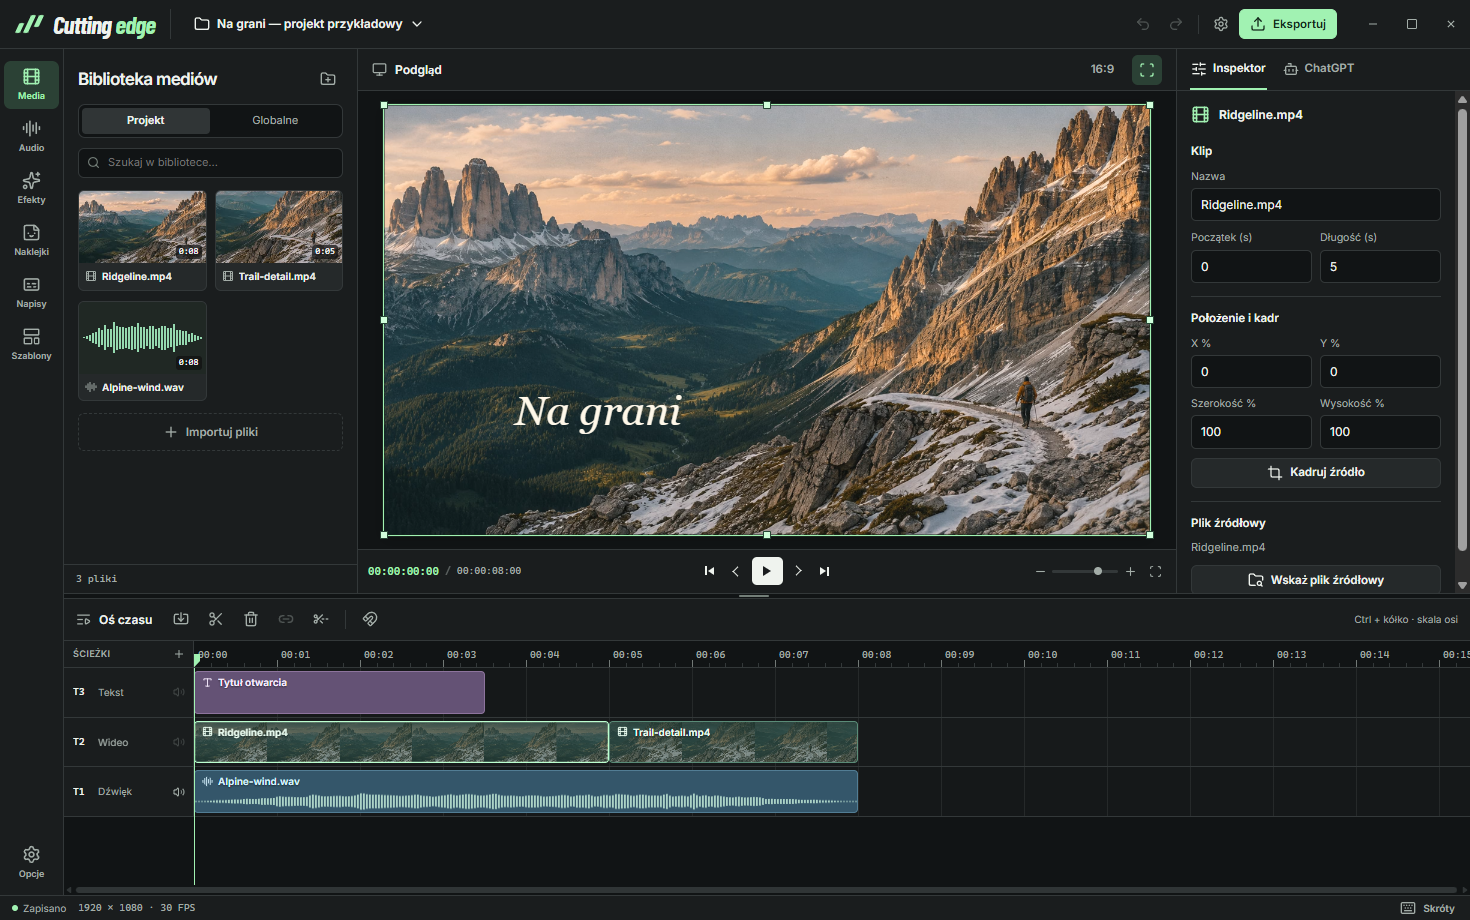 Cutting edge
Na grani — projekt przykładowy
Eksportuj
Media
Audio
Efekty
Naklejki
Napisy
Szablony
Opcje
Biblioteka mediów
Projekt
Globalne
Szukaj w bibliotece...
0:08
0:05
Ridgeline.mp4
Trail-detail.mp4
0:08
Alpine-wind.wav
Importuj pliki
3 pliki
Podgląd
16:9
Na grani
00:00:00:00 / 00:00:08:00
Inspektor
ChatGPT
Ridgeline.mp4
Klip
Nazwa
Ridgeline.mp4
Początek (s)
Długość (s)
0
5
Położenie i kadr
X %
Y %
0
0
Szerokość %
Wysokość %
100
100
Kadruj źródło
Plik źródłowy
Ridgeline.mp4
Wskaż plik źródłowy
Oś czasu
Ctrl + kółko · skala osi
ŚCIEŻKI
00:00
00:01
00:02
00:03
00:04
00:05
00:06
00:07
00:08
00:09
00:10
00:11
00:12
00:13
00:14
00:15
T3 Tekst
Tytuł otwarcia
T2 Wideo
Ridgeline.mp4
Trail-detail.mp4
T1 Dźwięk
Alpine-wind.wav
Zapisano
1920 × 1080 · 30 FPS
Skróty